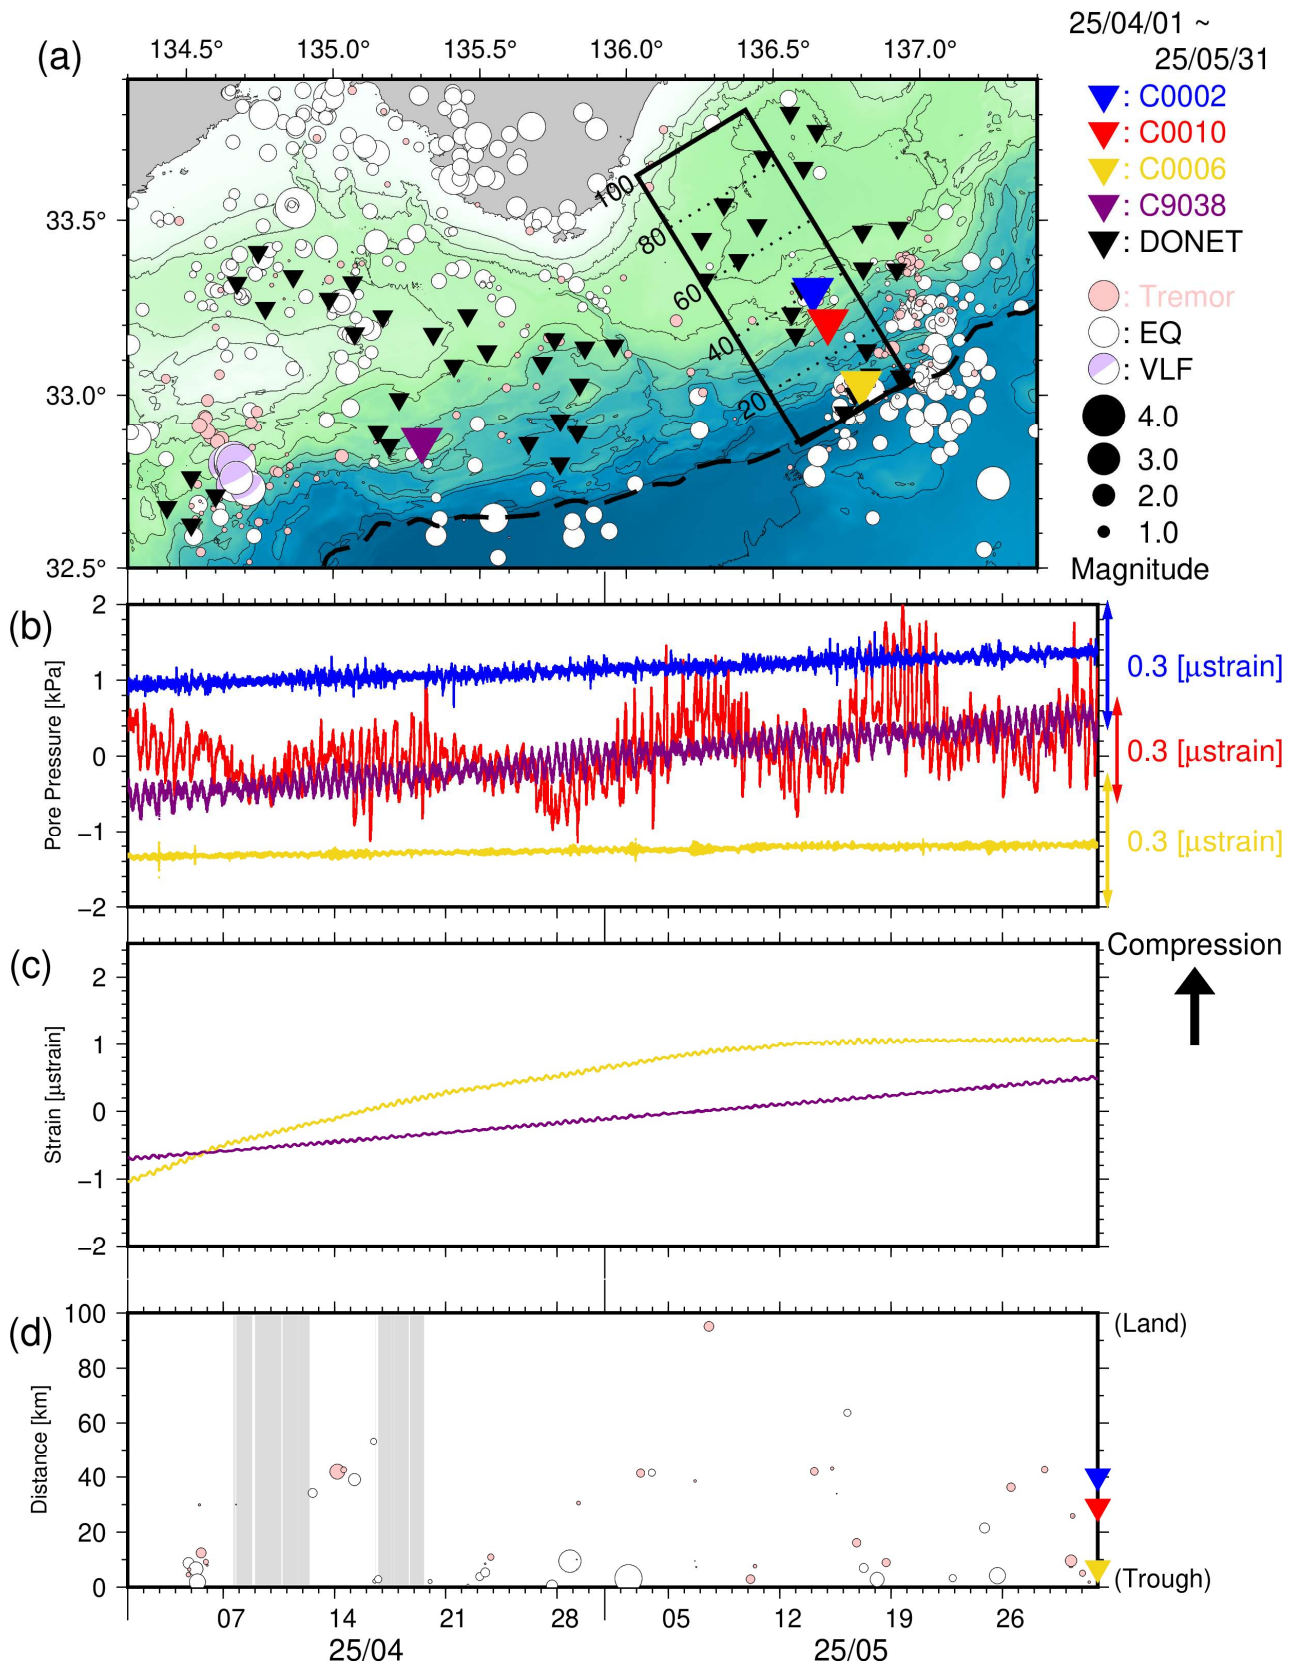 (a)
134.5° 135.0° 135.5° 136.0° 136.5° 137.0°
33.5°
33.0°
32.5°
100
80
60
40
20
25/04/01 ~
25/05/31
: C0002
: C0010
: C0006
: C9038
: DONET
: Tremor
: EQ
: VLF
4.0
3.0
2.0
1.0
Magnitude
(b)
Pore Pressure [kPa]
2
1
0
−1
−2
0.3 [μstrain]
0.3 [μstrain]
0.3 [μstrain]
(c)
Strain [μstrain]
2
1
0
−1
−2
Compression
(d)
Distance [km]
100
80
60
40
20
0
(Land)
(Trough)
07 14 21 28 05 12 19 26
25/04 25/05